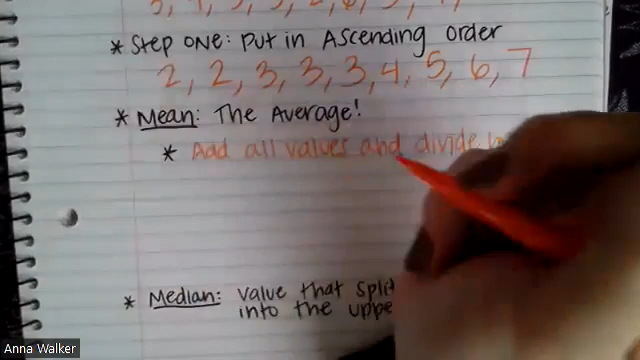 * Step One: Put in Ascending order
2, 2, 3, 3, 3, 4, 5, 6, 7
* Mean: The Average!
* Add all values and divide
* Median: value that split
into the uppe
Anna Walker